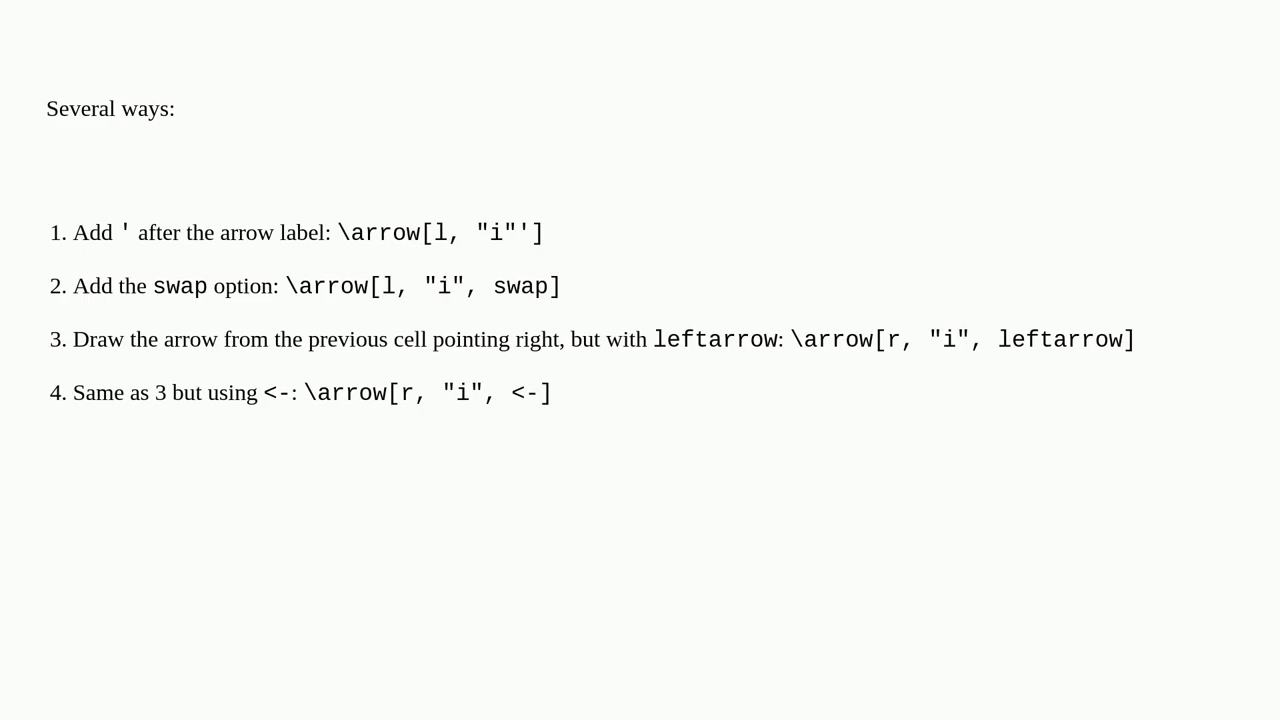 Several ways:
1. Add ' after the arrow label: \arrow[l, "i"']
2. Add the swap option: \arrow[l, "i", swap]
3. Draw the arrow from the previous cell pointing right, but with leftarrow: \arrow[r, "i", leftarrow]
4. Same as 3 but using <-: \arrow[r, "i", <-]